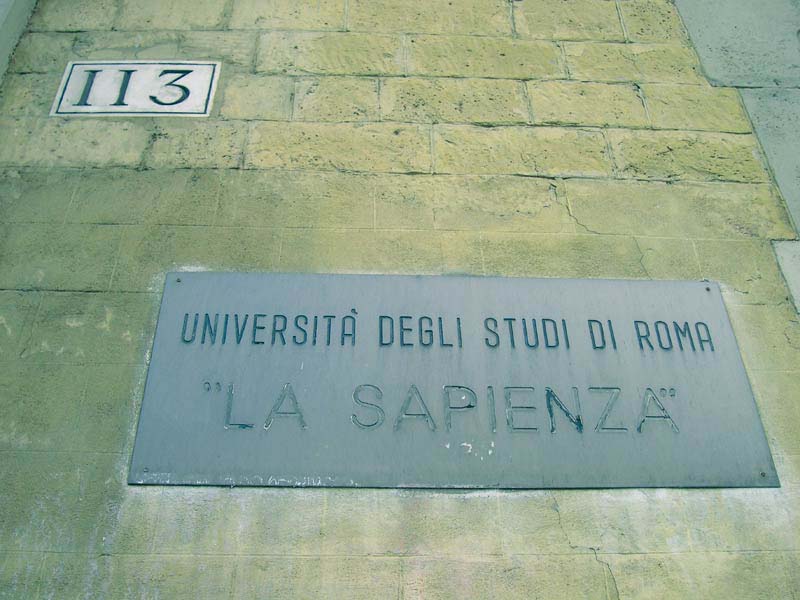 113
UNIVERSITÀ DEGLI STUDI DI ROMA
"LA SAPIENZA"